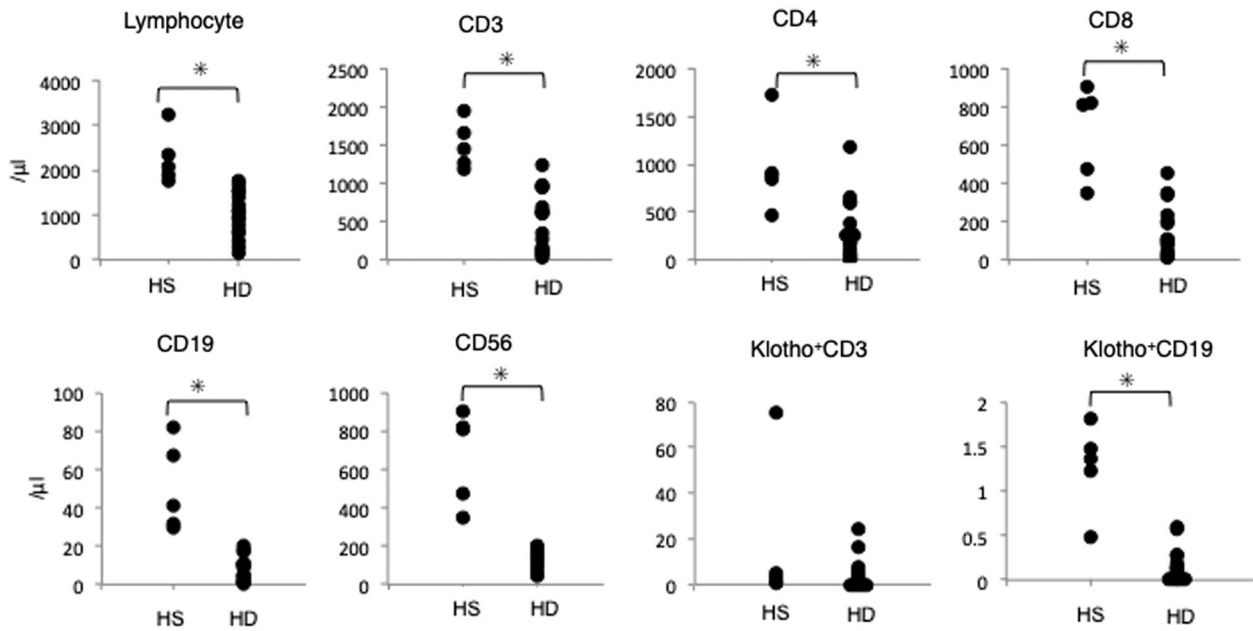 Lymphocyte
*
4000
3000
2000
1000
0
/μl
HS HD
CD3
*
2500
2000
1500
1000
500
0
HS HD
CD4
*
2000
1500
1000
500
0
HS HD
CD8
*
1000
800
600
400
200
0
HS HD
CD19
*
100
80
60
40
20
0
/μl
HS HD
CD56
*
1000
800
600
400
200
0
HS HD
Klotho⁺CD3
80
60
40
20
0
HS HD
Klotho⁺CD19
*
2
1.5
1
0.5
0
HS HD